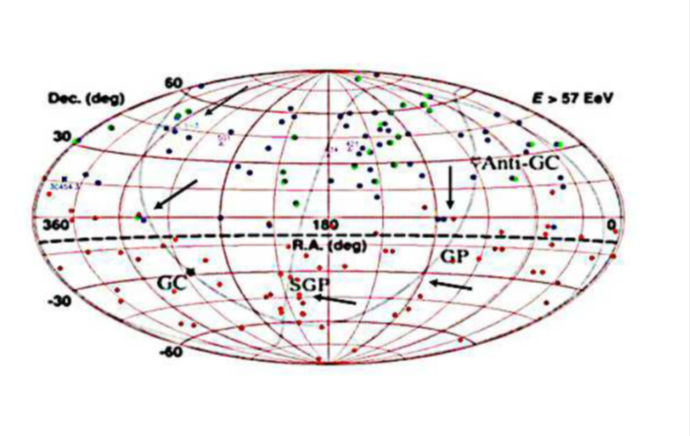 60
Dec. (deg)
E > 57 EeV
30
Anti-GC
360
180
0
R.A. (deg)
GP
GC
SGP
-30
-60